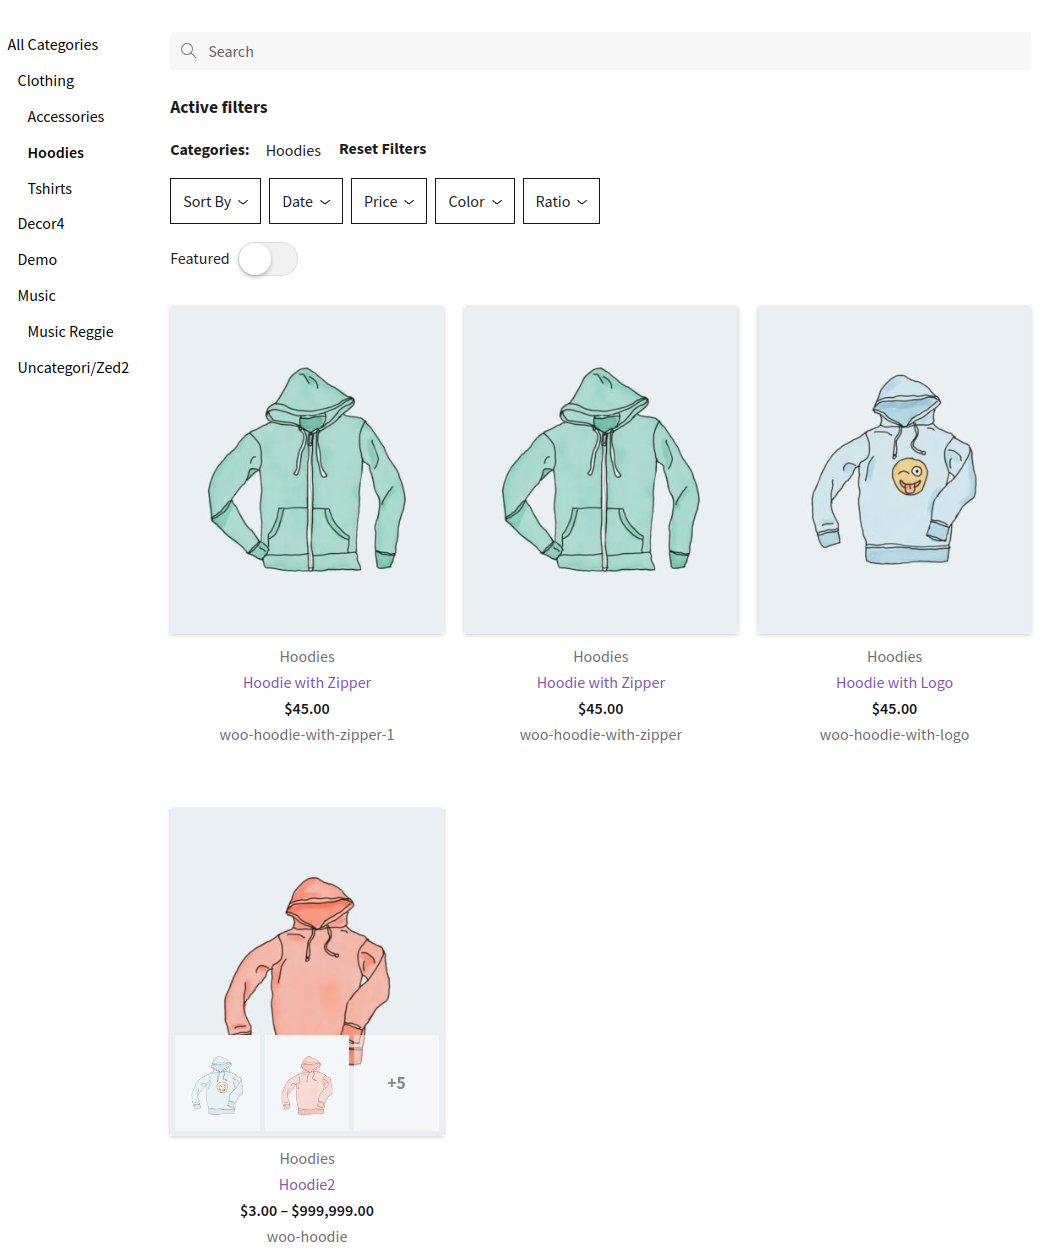 All Categories
Clothing
Accessories
Hoodies
Tshirts
Decor4
Demo
Music
Music Reggie
Uncategori/Zed2
Search
Active filters
Categories: Hoodies Reset Filters
Sort By Date Price Color Ratio
Featured
Hoodies
Hoodie with Zipper
$45.00
woo-hoodie-with-zipper-1
Hoodies
Hoodie with Zipper
$45.00
woo-hoodie-with-zipper
Hoodies
Hoodie with Logo
$45.00
woo-hoodie-with-logo
+5
Hoodies
Hoodie2
$3.00 – $999,999.00
woo-hoodie